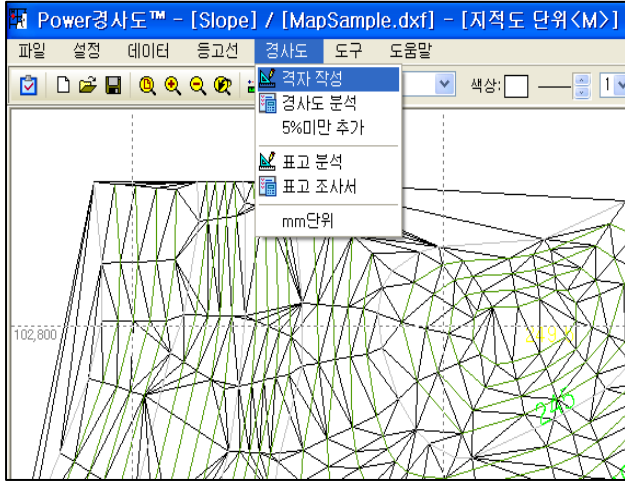 Power경사도™ - [Slope] / [MapSample.dxf] - [지적도 단위<M>]
파일 설정 데이터 등고선 경사도 도구 도움말
색상: 1
격자 작성
경사도 분석
5%미만 추가
표고 분석
표고 조사서
mm단위
102,800
245